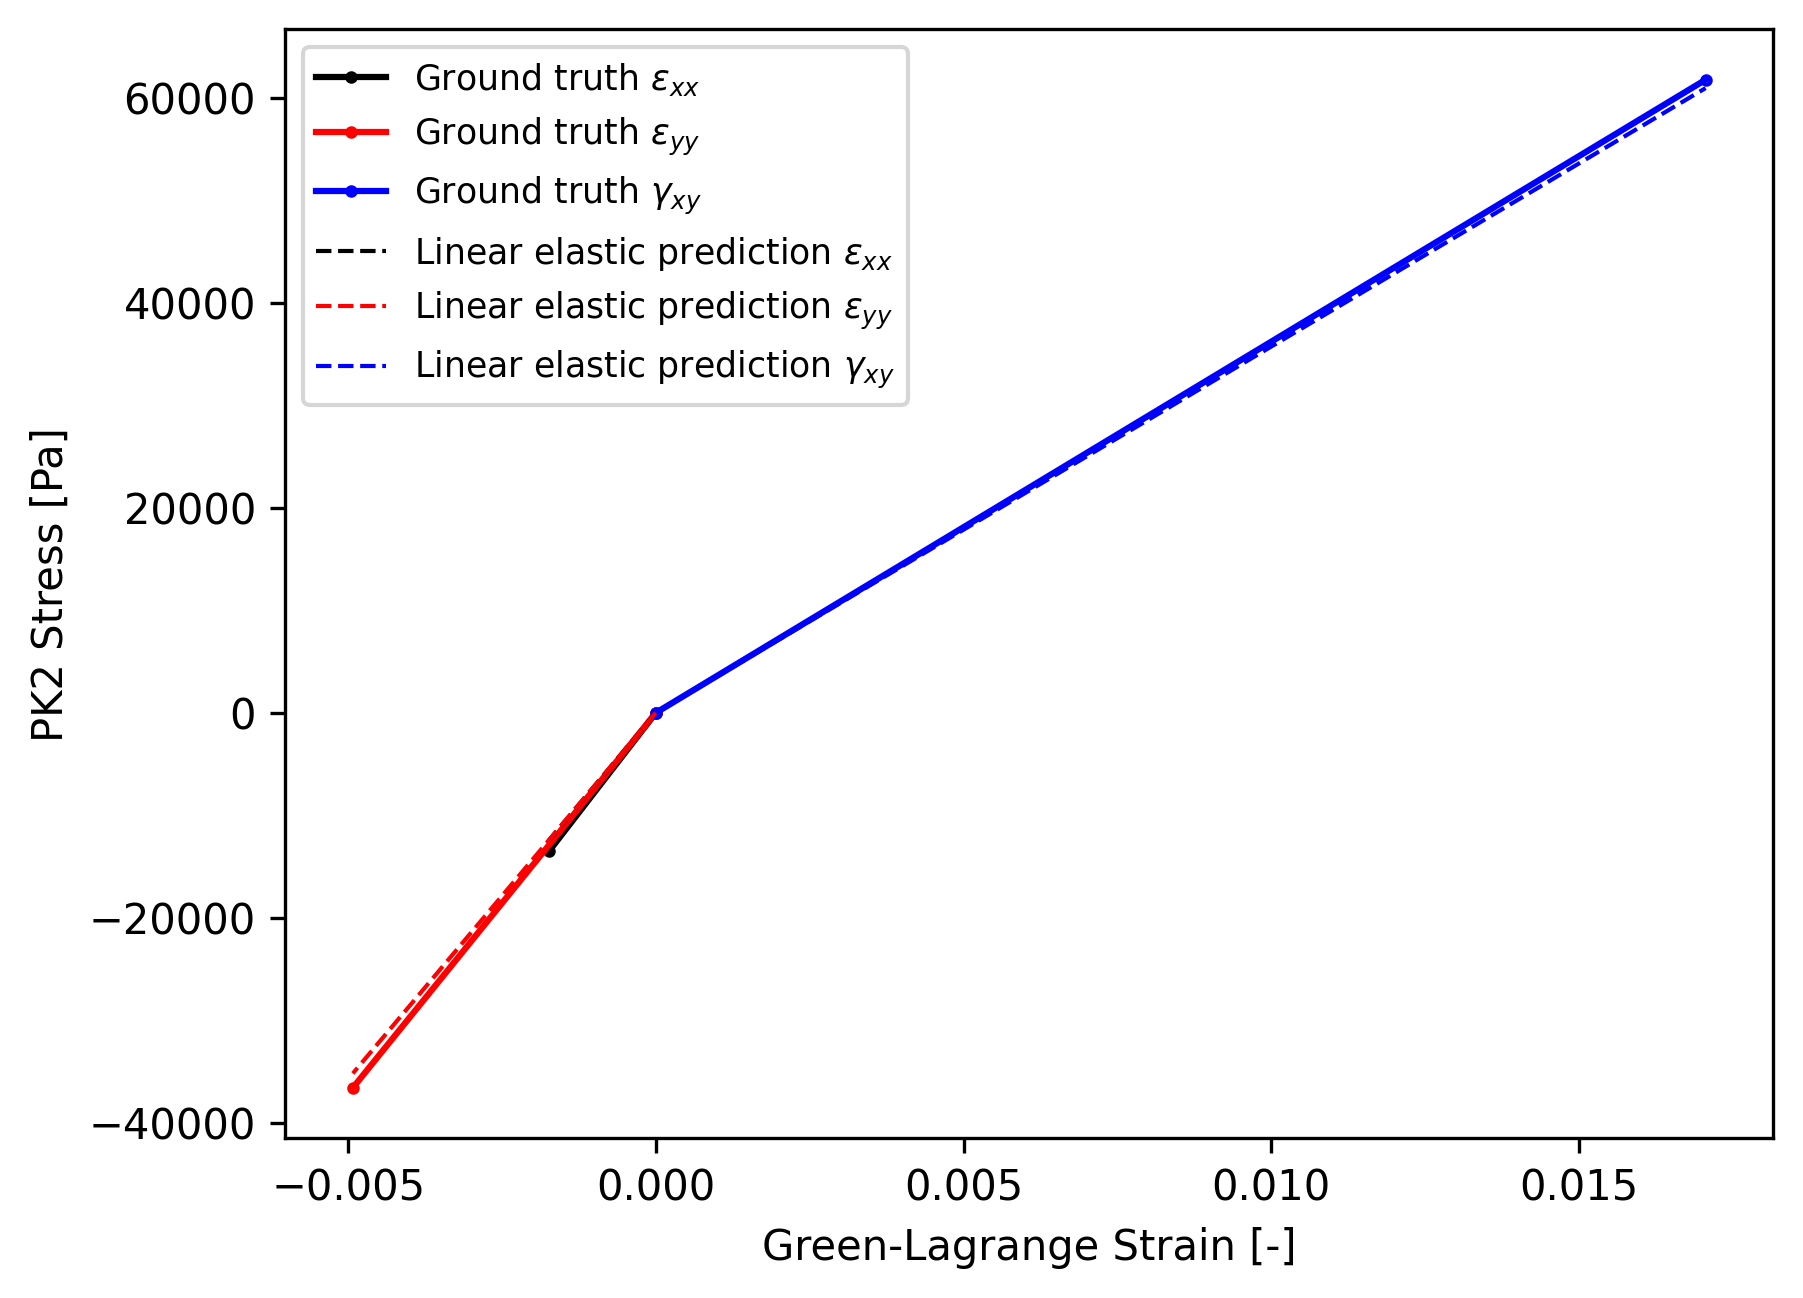 Ground truth εxx
Ground truth εyy
Ground truth γxy
Linear elastic prediction εxx
Linear elastic prediction εyy
Linear elastic prediction γxy
60000
40000
20000
0
−20000
−40000
PK2 Stress [Pa]
−0.005 0.000 0.005 0.010 0.015
Green-Lagrange Strain [-]